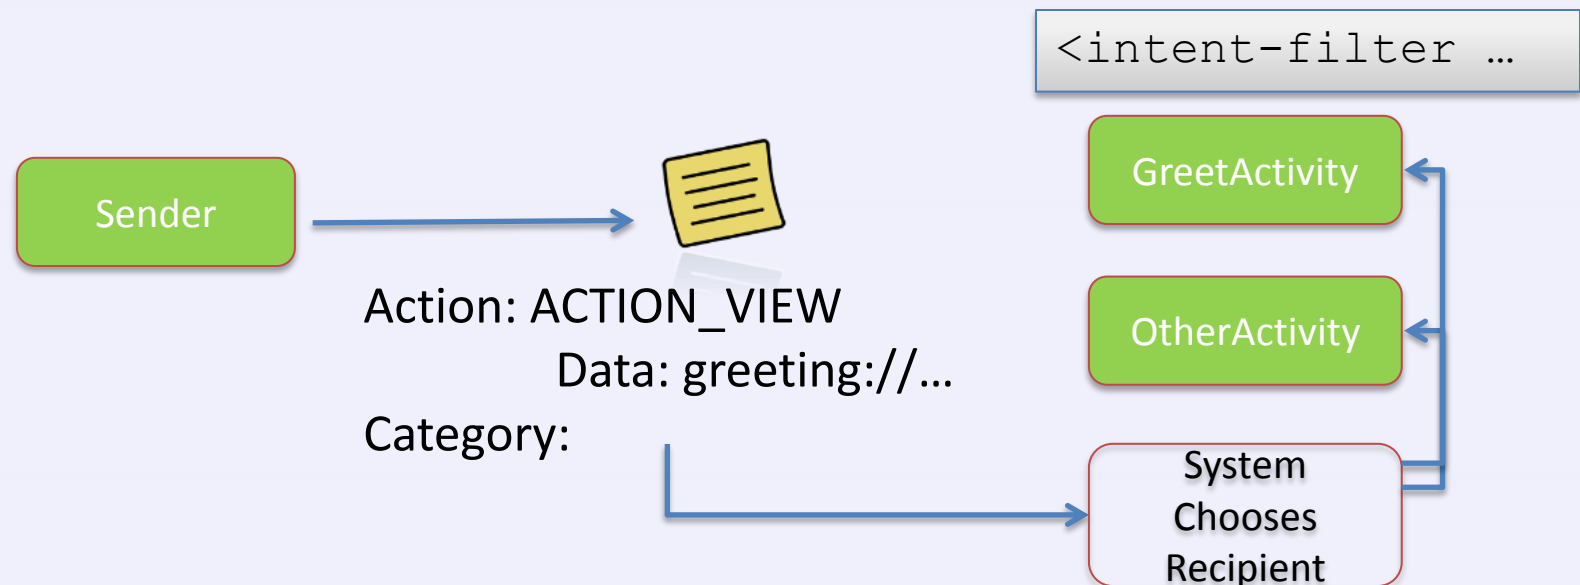 <intent-filter …
Sender
GreetActivity
OtherActivity
Action: ACTION_VIEW
Data: greeting://…
Category:
System
Chooses
Recipient